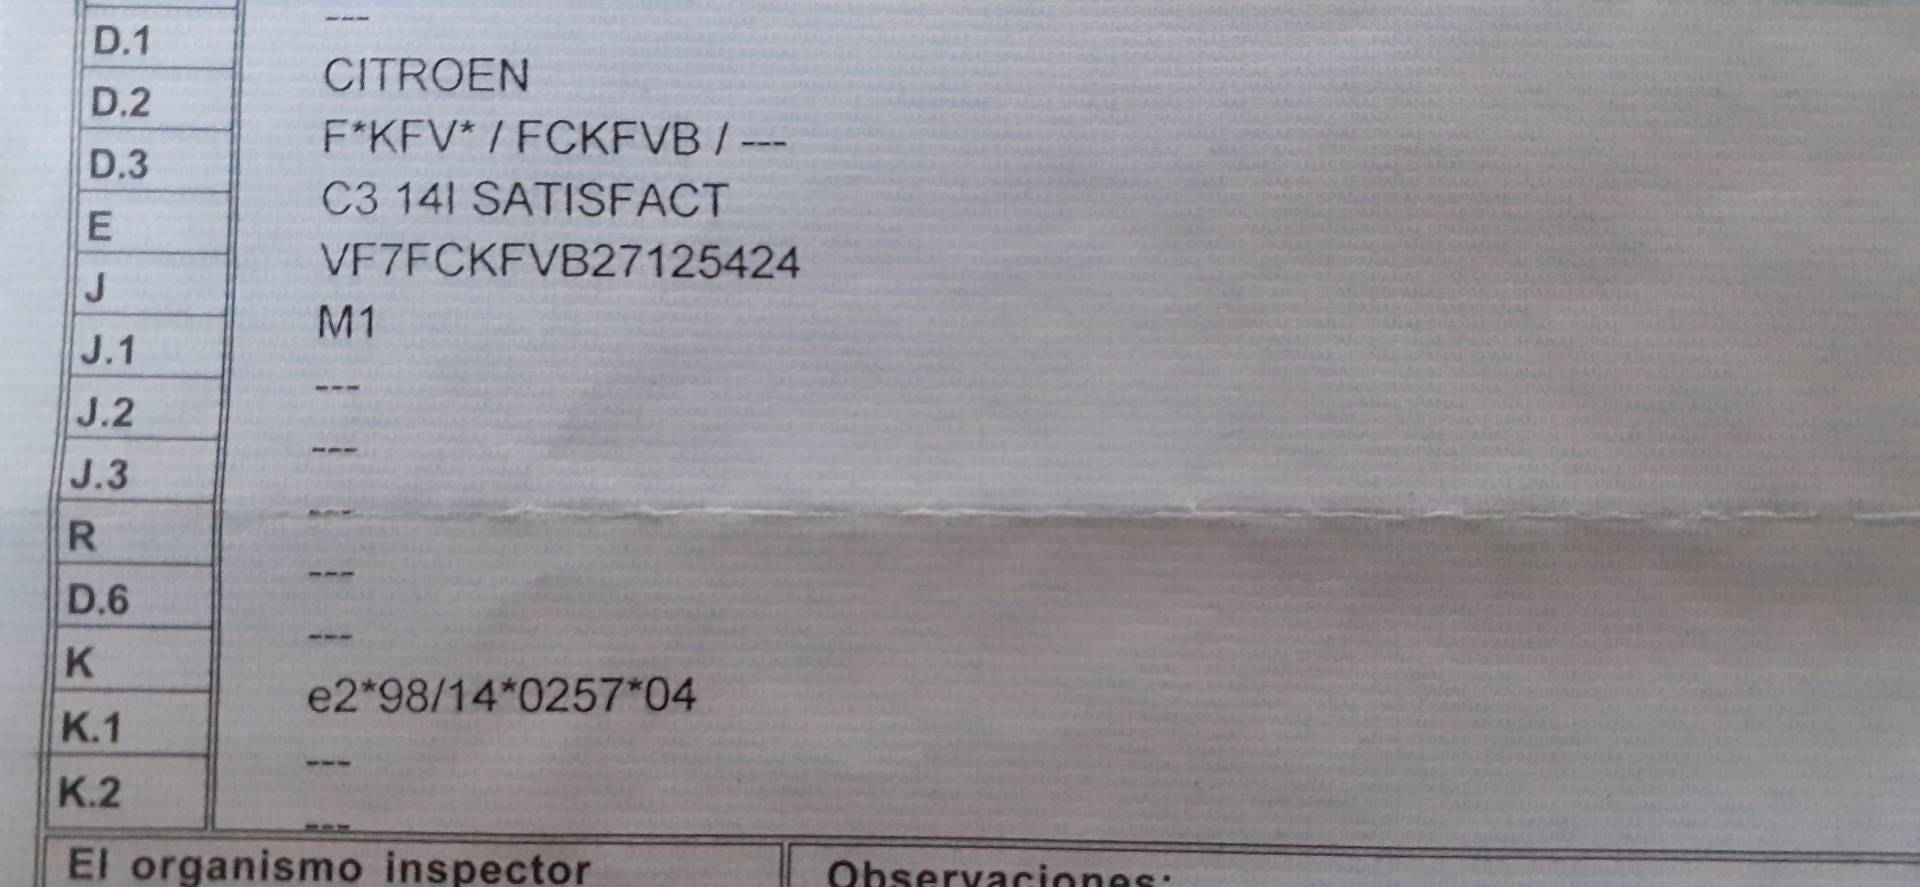 ---
D.1 CITROEN
D.2 F*KFV* / FCKFVB / ---
D.3 C3 14I SATISFACT
E VF7FCKFVB27125424
J M1
J.1 ---
J.2 ---
J.3 ---
R ---
D.6 ---
K e2*98/14*0257*04
K.1 ---
K.2 ---
El organismo inspector
Observaciones: